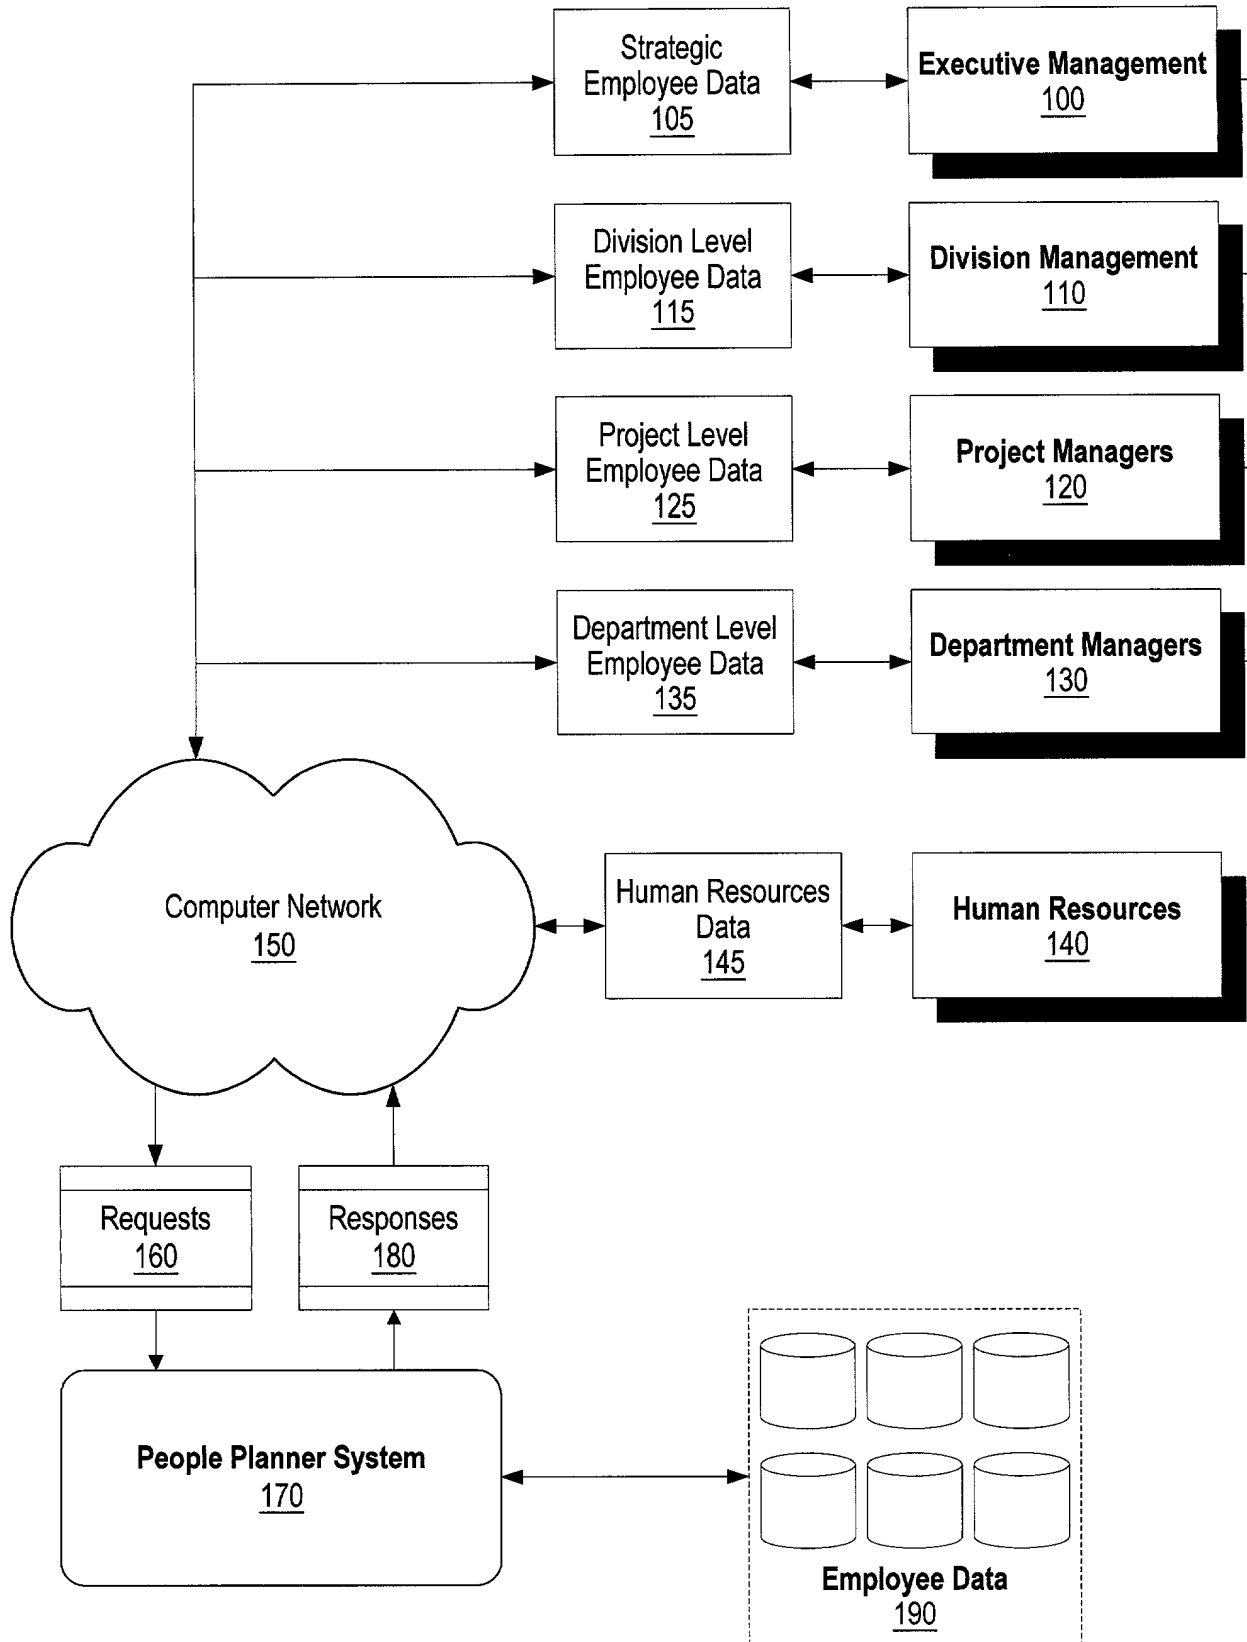 Strategic
Employee Data
105
Executive Management
100
Division Level
Employee Data
115
Division Management
110
Project Level
Employee Data
125
Project Managers
120
Department Level
Employee Data
135
Department Managers
130
Computer Network
150
Human Resources
Data
145
Human Resources
140
Requests
160
Responses
180
People Planner System
170
Employee Data
190